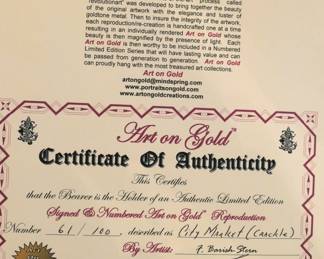 revolutionart" was developed to bring together the beauty
of the original artwork with the elegance and luster of
goldtone metal. Then to insure the integrity of the artwork,
each reproduction/re-creation is handcrafted one at a time
resulting in an individually rendered Art on Gold whose
beauty is then magnified by the presence of light. Each
Art on Gold is then worthy to be included in a Numbered
Limited Edition Series that will have lasting value and can
be passed from generation to generation. Art on Gold
can proudly hang with the most treasured art collections.
Art on Gold
artongold@mindspring.com
www.portraitsongold.com
www.artongoldcreations.com
Art on Gold
Certificate Of Authenticity
This Certifies
that the Bearer is the Holder of an Authentic Limited Edition
Signed & Numbered Art on Gold Reproduction
Number 61/100, described as City Market (Candle)
By Artist: F. Barish-Stern